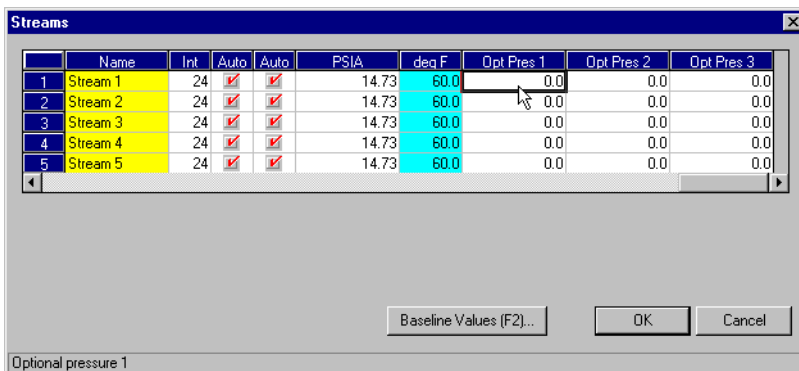 Streams
Name Int Auto Auto PSIA deg F Opt Pres 1 Opt Pres 2 Opt Pres 3
1 Stream 1 24 14.73 60.0 0.0 0.0 0.0
2 Stream 2 24 14.73 60.0 0.0 0.0 0.0
3 Stream 3 24 14.73 60.0 0.0 0.0 0.0
4 Stream 4 24 14.73 60.0 0.0 0.0 0.0
5 Stream 5 24 14.73 60.0 0.0 0.0 0.0
Baseline Values (F2)... OK Cancel
Optional pressure 1